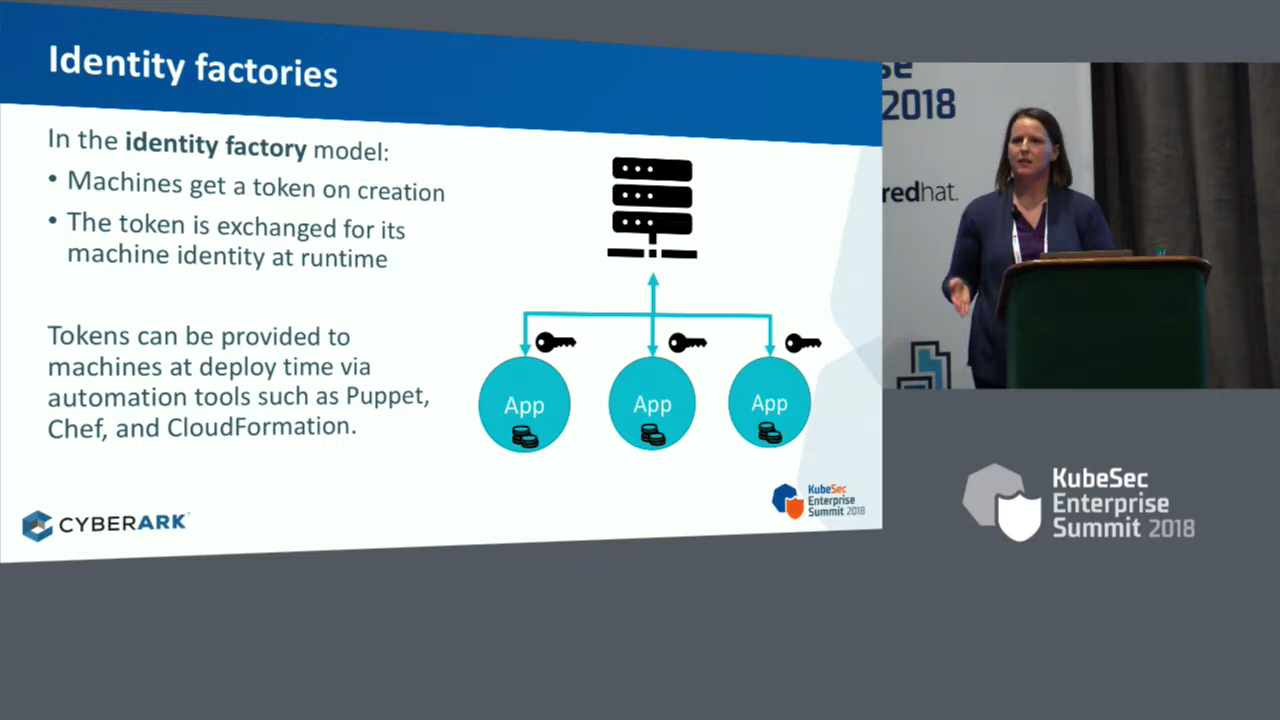 Identity factories
In the identity factory model:
• Machines get a token on creation
• The token is exchanged for its
machine identity at runtime
Tokens can be provided to
machines at deploy time via
automation tools such as Puppet,
Chef, and CloudFormation.
App
App
App
CYBERARK
KubeSec
Enterprise
Summit 2018
2018
redhat.
KubeSec
Enterprise
Summit 2018